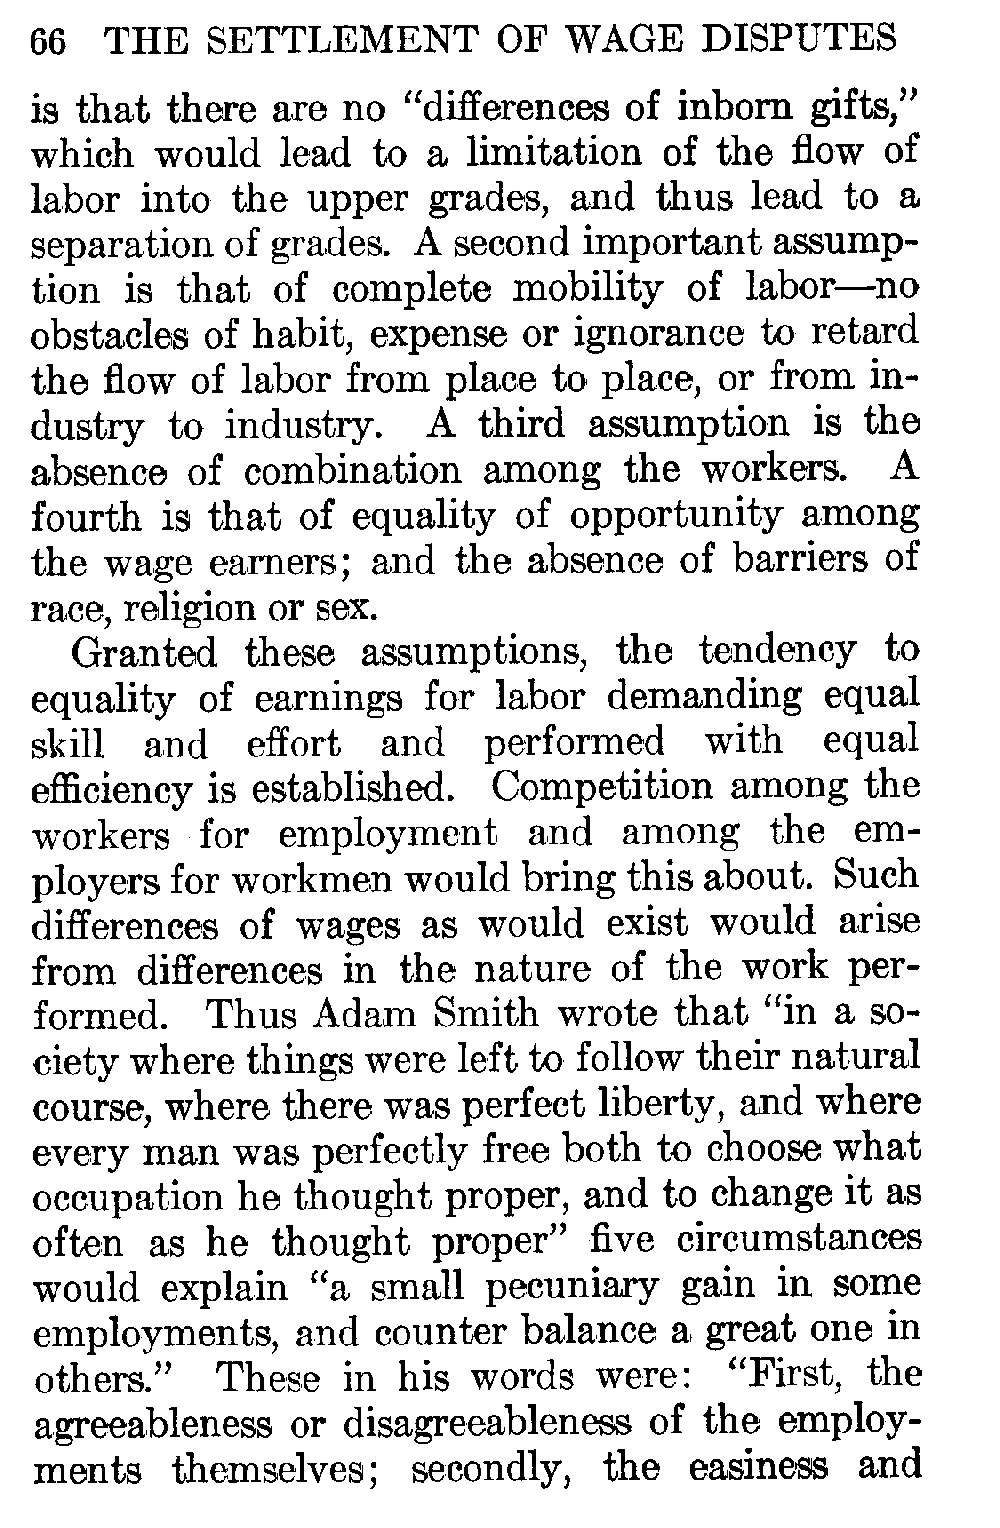 66 THE SETTLEMENT OF WAGE DISPUTES
is that there are no “differences of inborn gifts,”
which would lead to a limitation of the flow of
labor into the upper grades, and thus lead to a
separation of grades. A second important assump-
tion is that of complete mobility of labor—no
obstacles of habit, expense or ignorance to retard
the flow of labor from place to place, or from in-
dustry to industry. A third assumption is the
absence of combination among the workers. A
fourth is that of equality of opportunity among
the wage earners; and the absence of barriers of
race, religion or sex.
Granted these assumptions, the tendency to
equality of earnings for labor demanding equal
skill and effort and performed with equal
efficiency is established. Competition among the
workers for employment and among the em-
ployers for workmen would bring this about. Such
differences of wages as would exist would arise
from differences in the nature of the work per-
formed. Thus Adam Smith wrote that “in a so-
ciety where things were left to follow their natural
course, where there was perfect liberty, and where
every man was perfectly free both to choose what
occupation he thought proper, and to change it as
often as he thought proper” five circumstances
would explain “a small pecuniary gain in some
employments, and counter balance a great one in
others.” These in his words were: “First, the
agreeableness or disagreeableness of the employ-
ments themselves; secondly, the easiness and